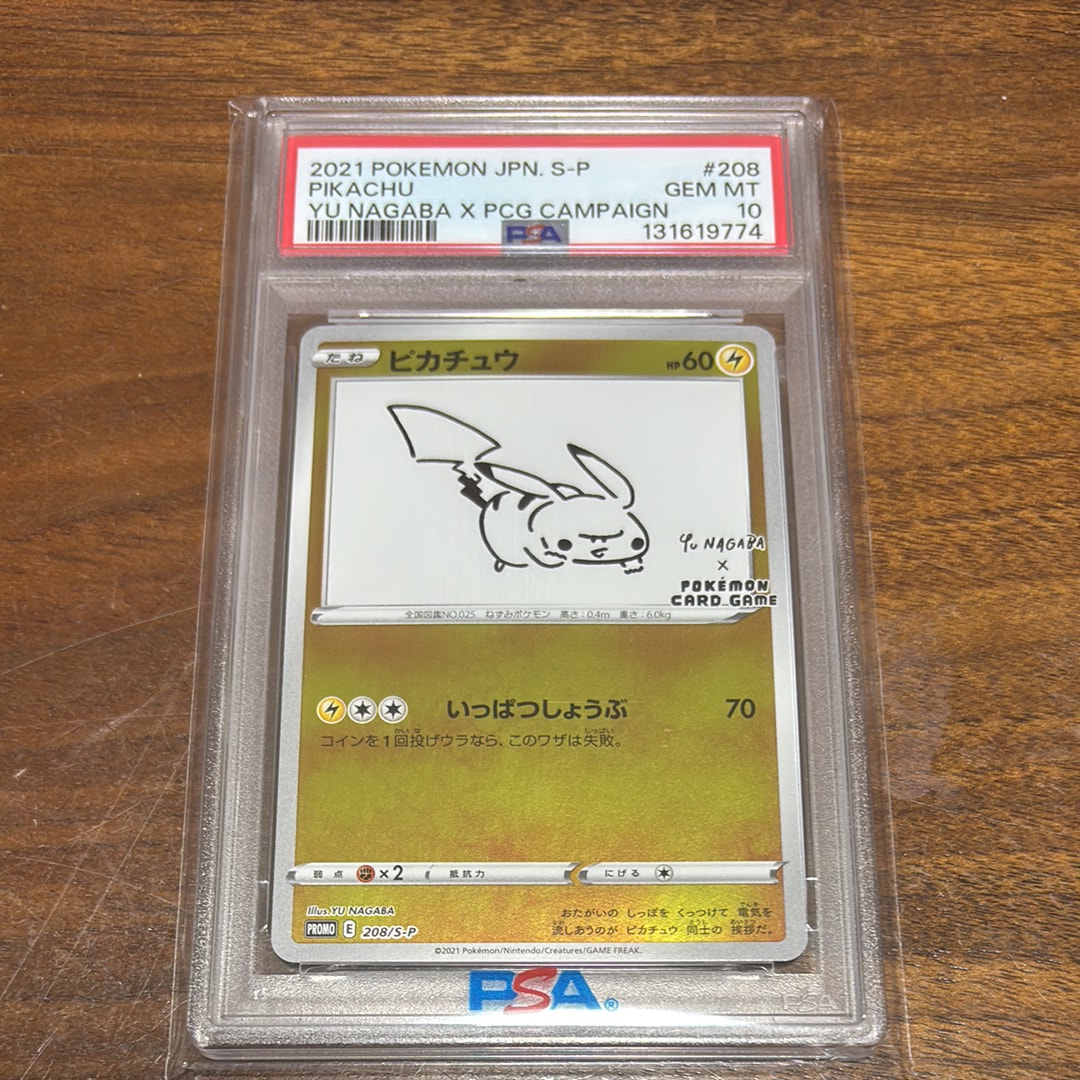 2021 POKEMON JPN. S-P #208
PIKACHU GEM MT
YU NAGABA X PCG CAMPAIGN 10
PSA 131619774
たね ピカチュウ HP60
Yu NAGABA
×
POKÉMON
CARD GAME
全国図鑑NO.025 ねずみポケモン 高さ:0.4m 重さ:6.0kg
いっぱつしょうぶ 70
コインを1回投げウラなら、このワザは失敗。
弱点 ×2 抵抗力 にげる
Illus.YU NAGABA
PROMO E 208/S-P
おたがいの しっぽを くっつけて 電気を
流しあうのが ピカチュウ 同士の 挨拶だ。
©2021 Pokémon/Nintendo/Creatures/GAME FREAK.
PSA®
PSA